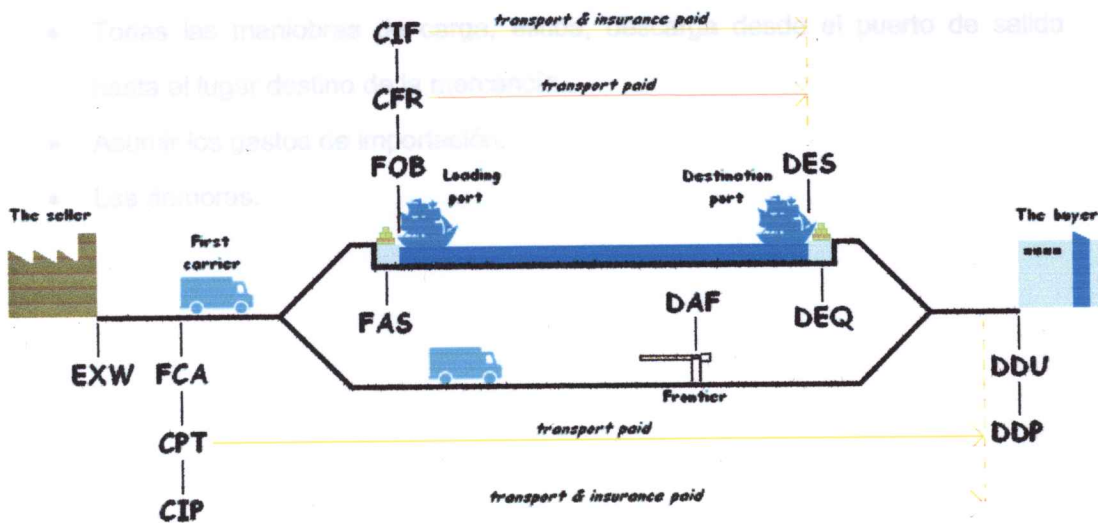 CIF transport & insurance paid
• Todas las maniobras carga, descarga desde el puerto de salida
hasta el lugar destino de la mercancía.
CFR transport paid
• Asumir los gastos de importación.
FOB Loading port Destination port DES
• Las demoras.
The seller First carrier The buyer
FAS DAF DEQ
EXW FCA Frontier DDU
CPT transport paid DDP
CIP transport & insurance paid